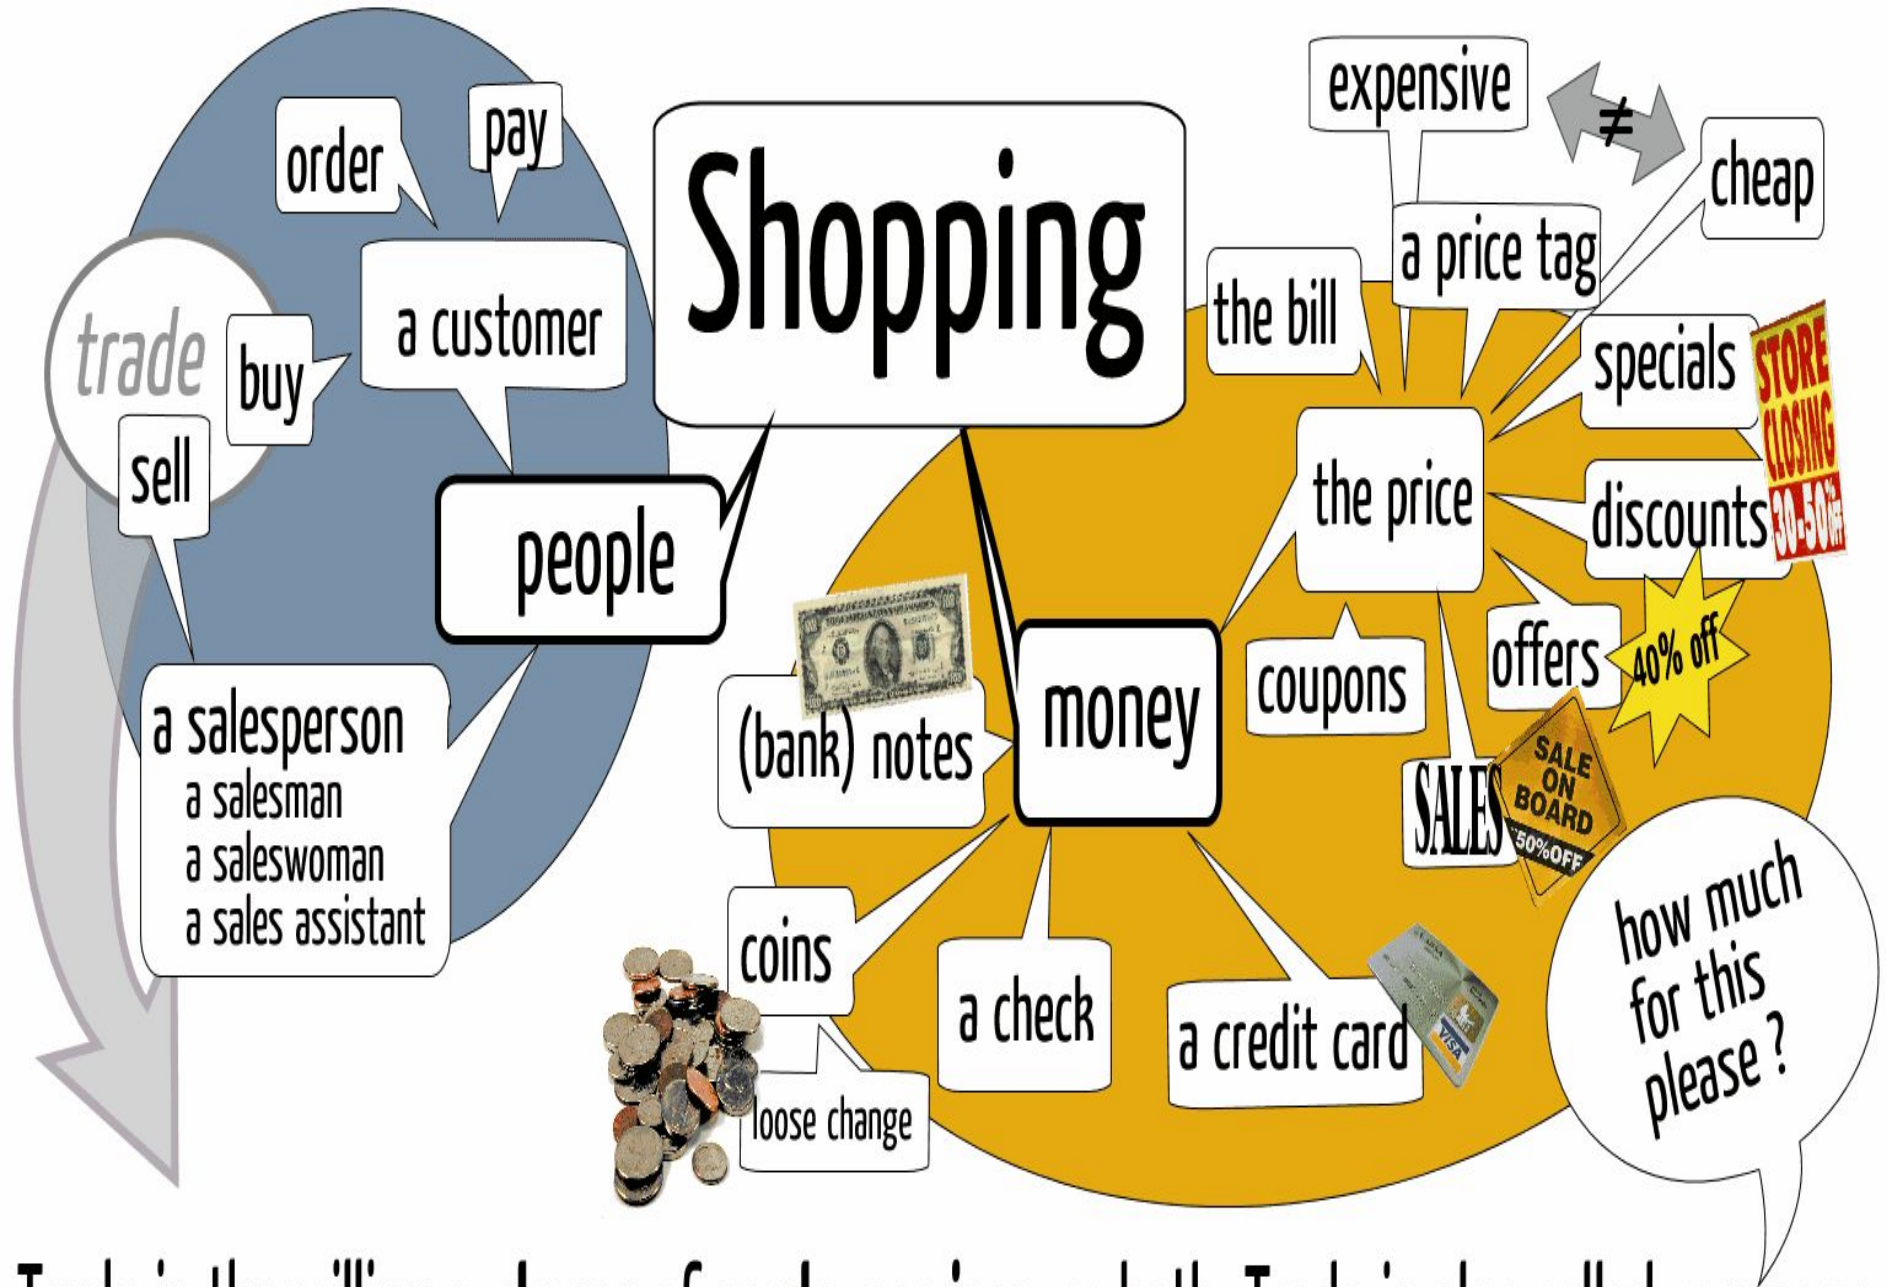 Shopping
people
a customer
order
pay
trade
buy
sell
a salesperson
a salesman
a saleswoman
a sales assistant
money
(bank) notes
coins
loose change
a check
a credit card
VISA
the price
the bill
expensive
≠
cheap
a price tag
specials
STORE
CLOSING
30-50% off
discounts
offers
40% off
coupons
SALES
SALE
ON
BOARD
50%OFF
how much
for this
please ?